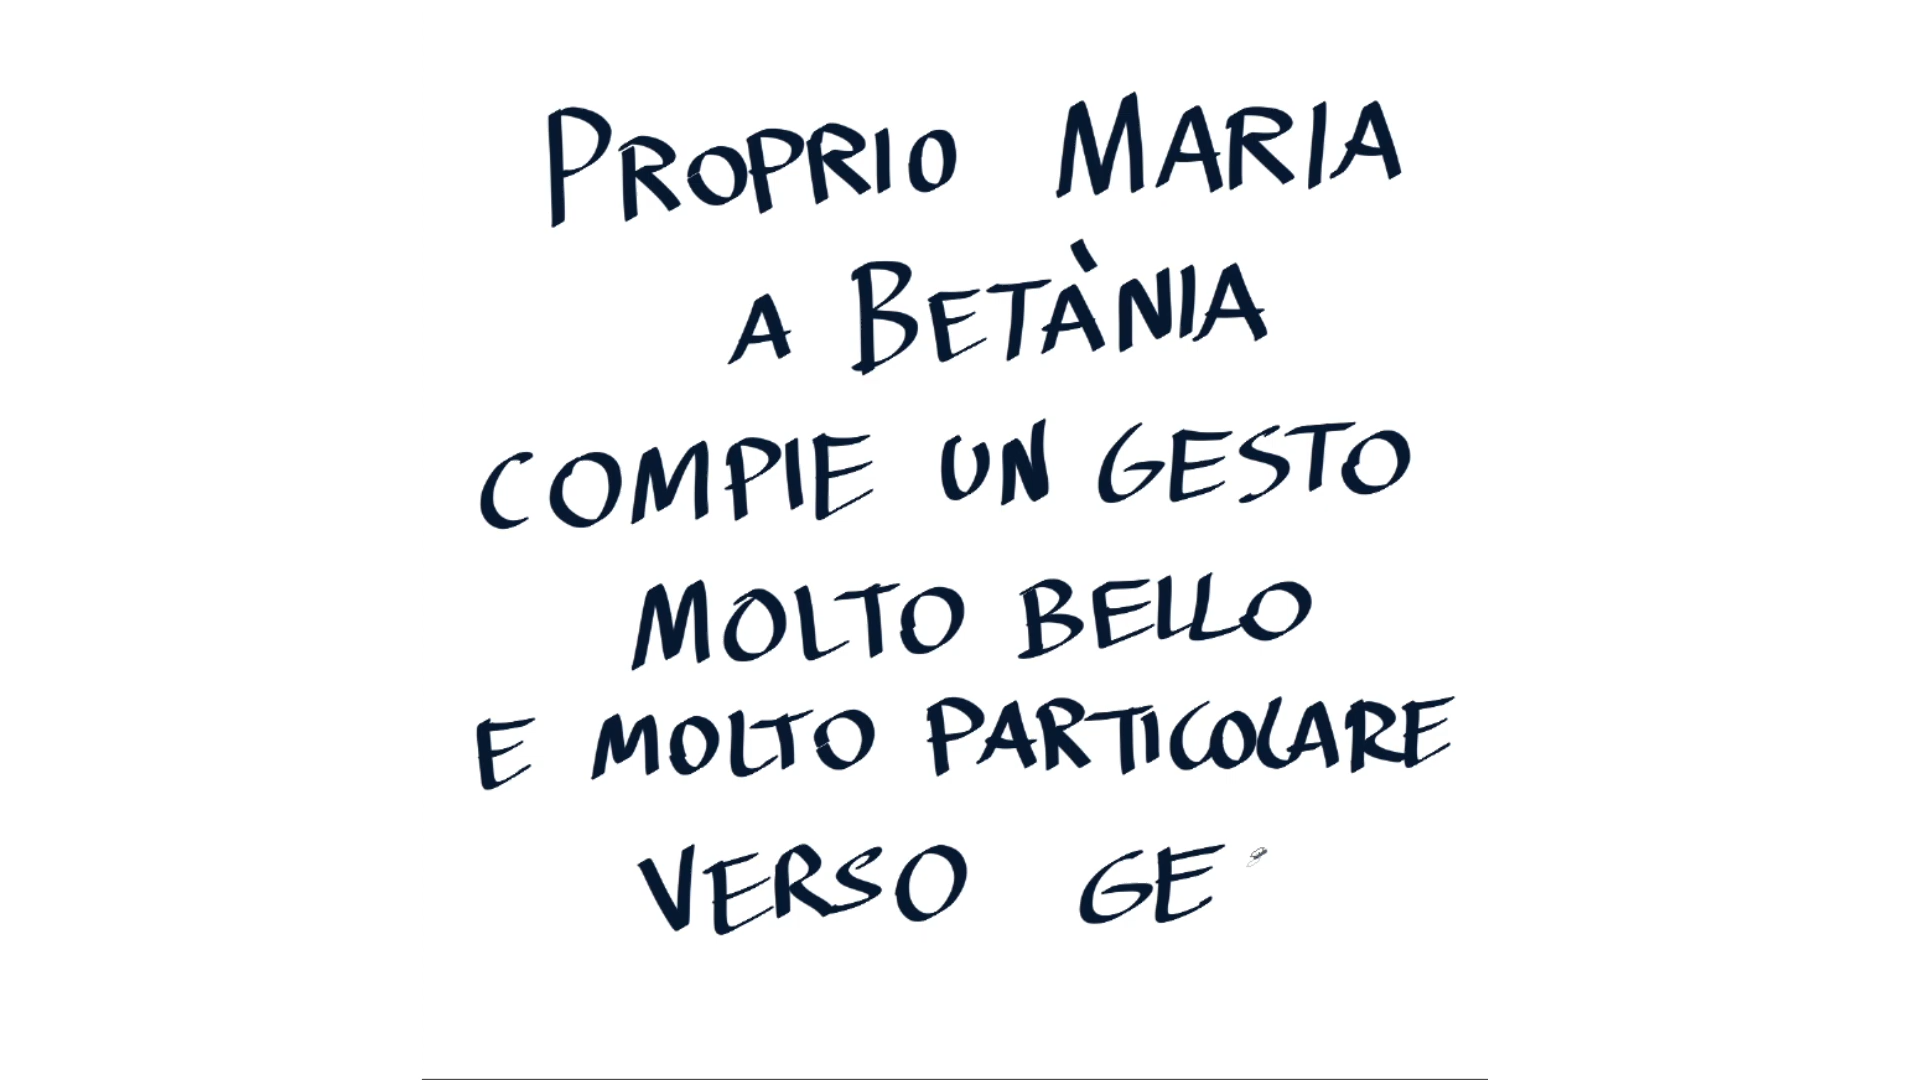 PROPRIO MARIA
A BETÀNIA
COMPIE UN GESTO
MOLTO BELLO
E MOLTO PARTICOLARE
VERSO GE